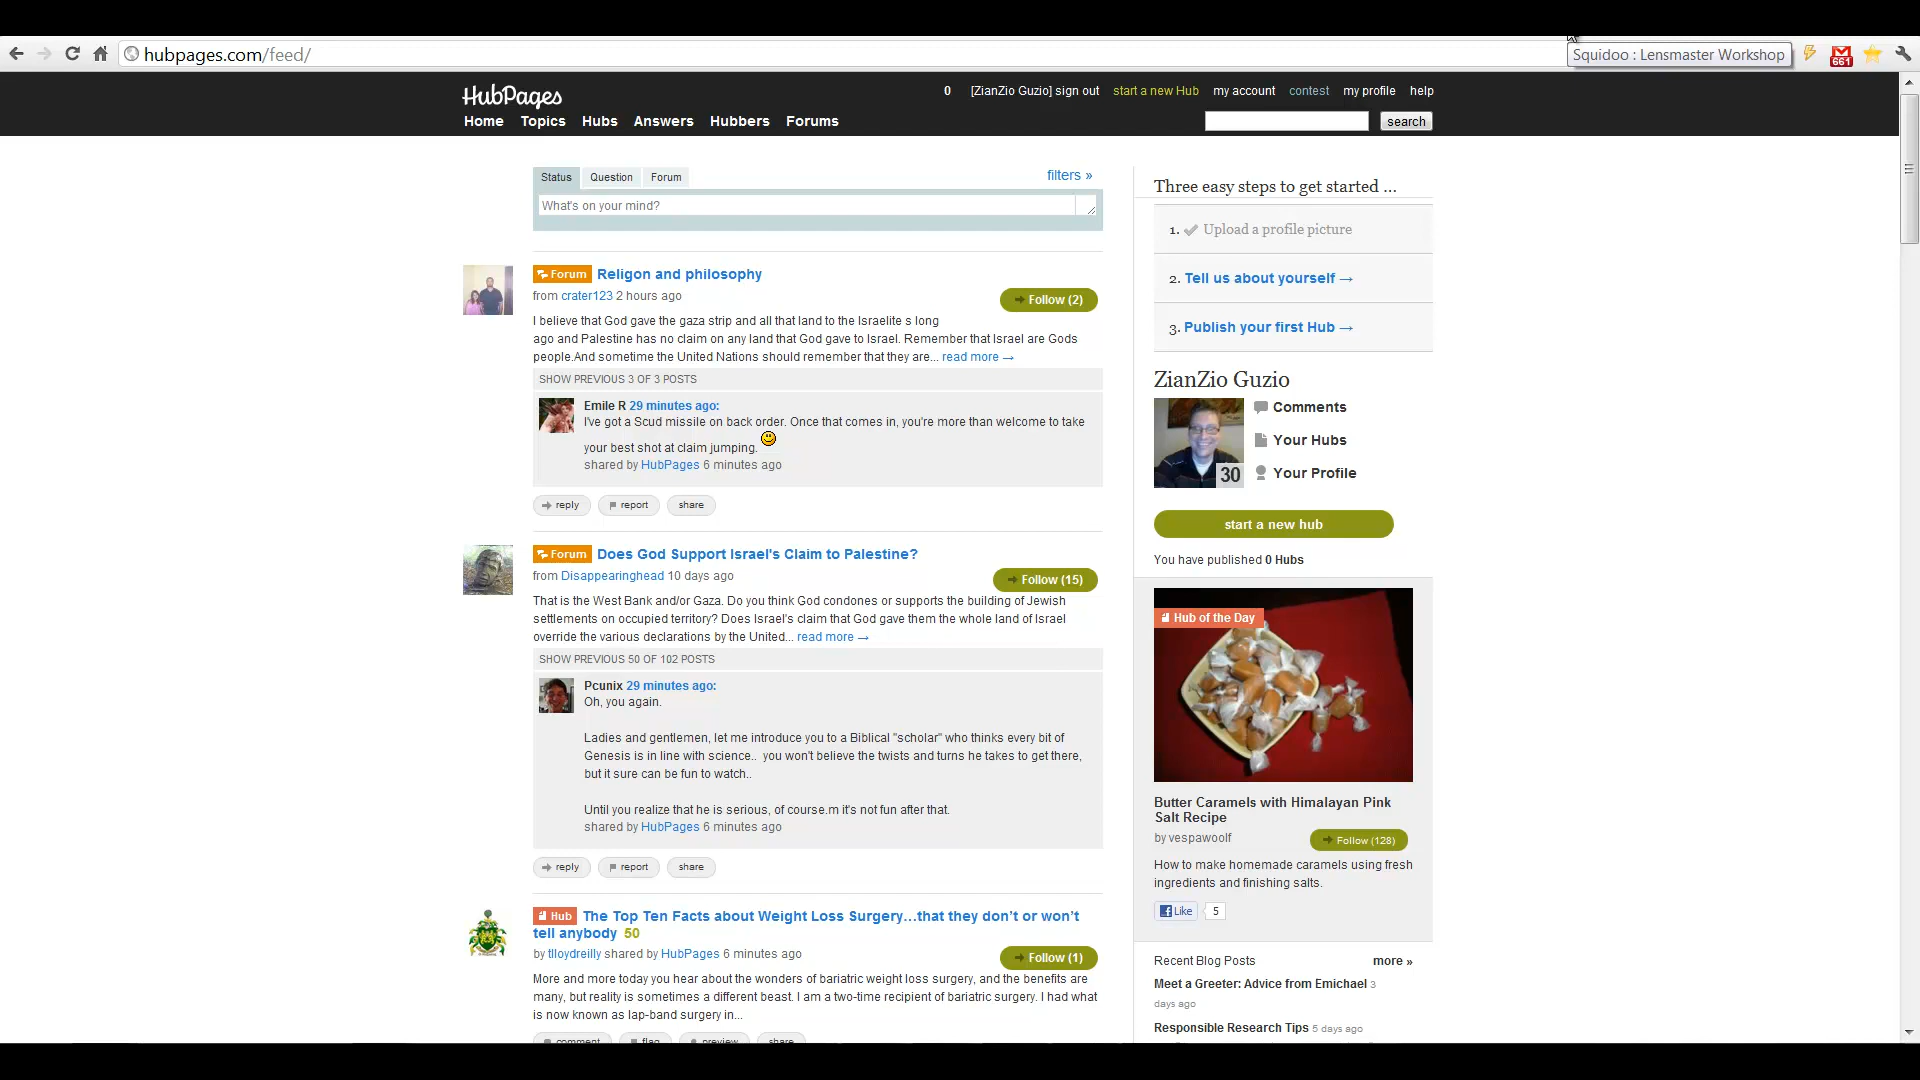 hubpages.com/feed/
Squidoo : Lensmaster Workshop
661
HubPages
0 [ZianZio Guzio] sign out start a new Hub my account contest my profile help
Home Topics Hubs Answers Hubbers Forums
search
Status Question Forum
filters »
What's on your mind?
Forum Religon and philosophy
from crater123 2 hours ago
Follow (2)
I believe that God gave the gaza strip and all that land to the Israelite s long
ago and Palestine has no claim on any land that God gave to Israel. Remember that Israel are Gods
people.And sometime the United Nations should remember that they are... read more →
SHOW PREVIOUS 3 OF 3 POSTS
Emile R 29 minutes ago:
I've got a Scud missile on back order. Once that comes in, you're more than welcome to take
your best shot at claim jumping.
shared by HubPages 6 minutes ago
reply report share
Forum Does God Support Israel's Claim to Palestine?
from Disappearinghead 10 days ago
Follow (15)
That is the West Bank and/or Gaza. Do you think God condones or supports the building of Jewish
settlements on occupied territory? Does Israel's claim that God gave them the whole land of Israel
override the various declarations by the United... read more →
SHOW PREVIOUS 50 OF 102 POSTS
Pcunix 29 minutes ago:
Oh, you again.
Ladies and gentlemen, let me introduce you to a Biblical "scholar" who thinks every bit of
Genesis is in line with science.. you won't believe the twists and turns he takes to get there,
but it sure can be fun to watch..
Until you realize that he is serious, of course.m it's not fun after that.
shared by HubPages 6 minutes ago
reply report share
Hub The Top Ten Facts about Weight Loss Surgery...that they don't or won't
tell anybody 50
by tlloydreilly shared by HubPages 6 minutes ago
Follow (1)
More and more today you hear about the wonders of bariatric weight loss surgery, and the benefits are
many, but reality is sometimes a different beast. I am a two-time recipient of bariatric surgery. I had what
is now known as lap-band surgery in...
comment flag preview share
Three easy steps to get started ...
1. Upload a profile picture
2. Tell us about yourself →
3. Publish your first Hub →
ZianZio Guzio
30
Comments
Your Hubs
Your Profile
start a new hub
You have published 0 Hubs
Hub of the Day
Butter Caramels with Himalayan Pink
Salt Recipe
by vespawoolf
Follow (128)
How to make homemade caramels using fresh
ingredients and finishing salts.
Like 5
Recent Blog Posts more »
Meet a Greeter: Advice from Emichael 3
days ago
Responsible Research Tips 5 days ago